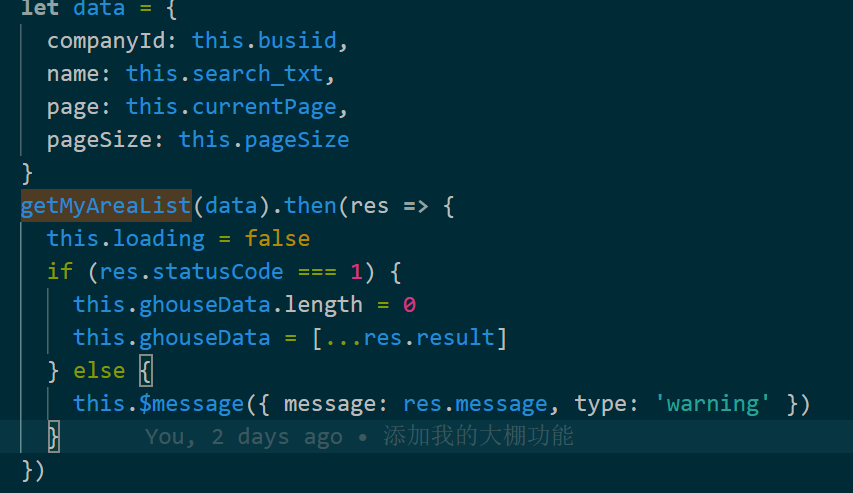 let data = {
companyId: this.busiid,
name: this.search_txt,
page: this.currentPage,
pageSize: this.pageSize
}
getMyAreaList(data).then(res => {
this.loading = false
if (res.statusCode === 1) {
this.ghouseData.length = 0
this.ghouseData = [...res.result]
} else {
this.$message({ message: res.message, type: 'warning' })
} You, 2 days ago • 添加我的大棚功能
})